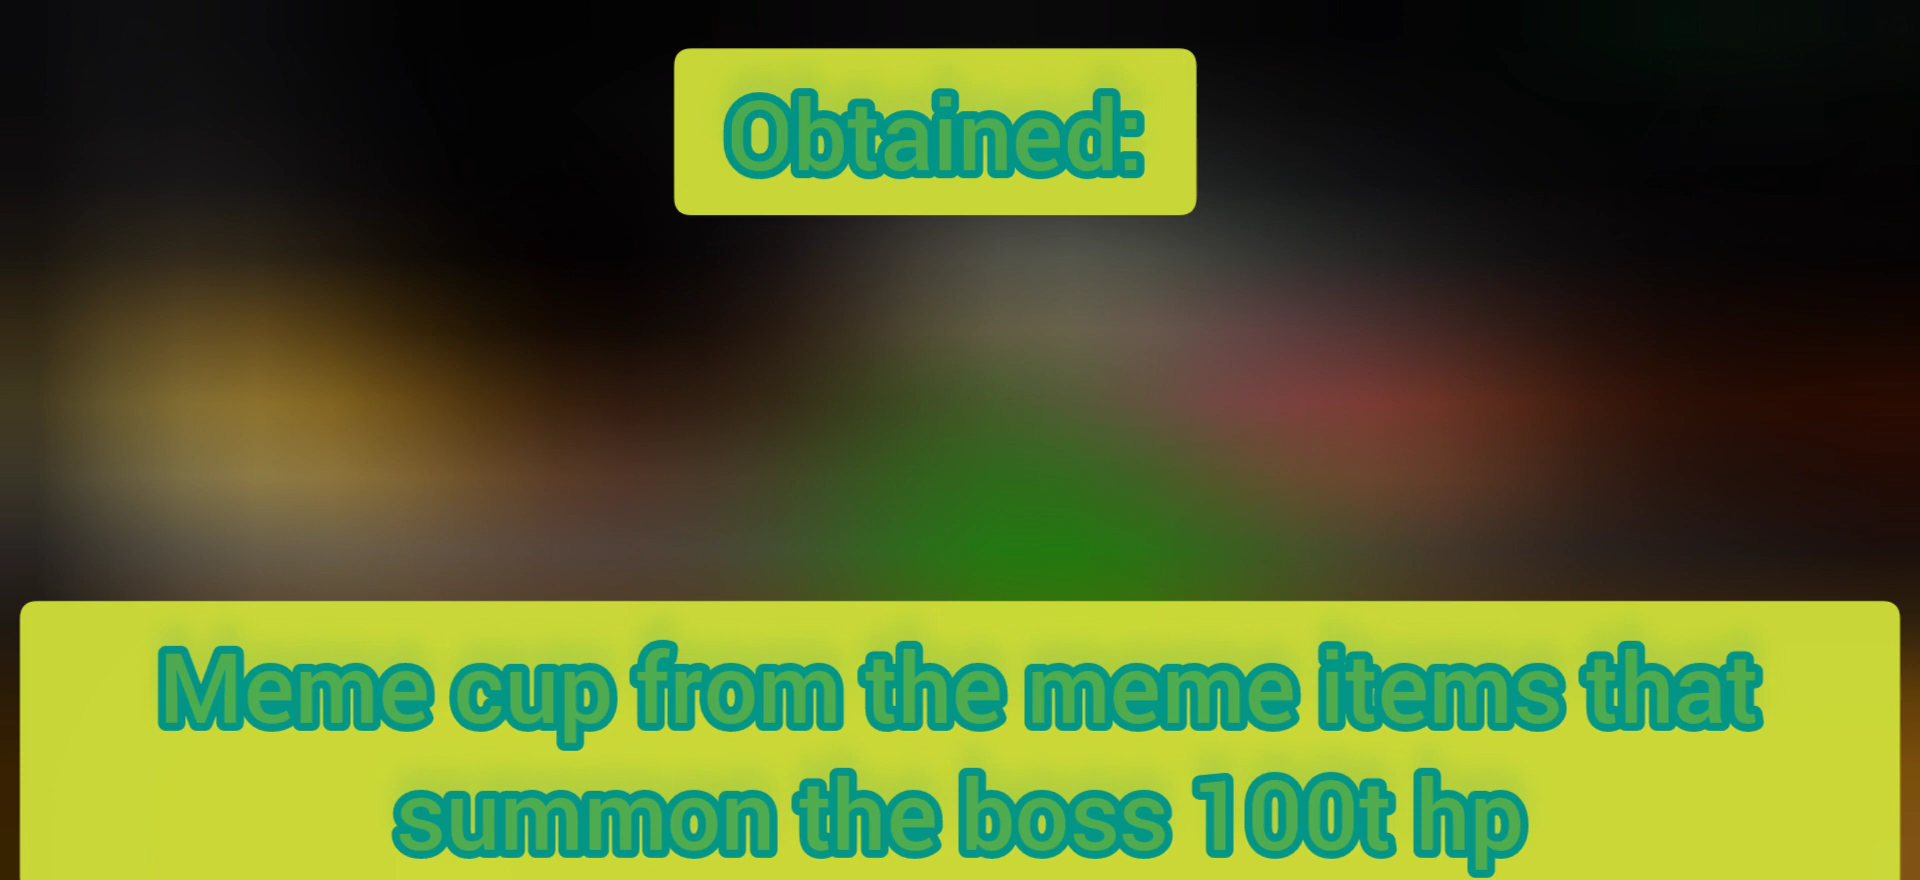 Obtained:
Meme cup from the meme items that
summon the boss 100t hp